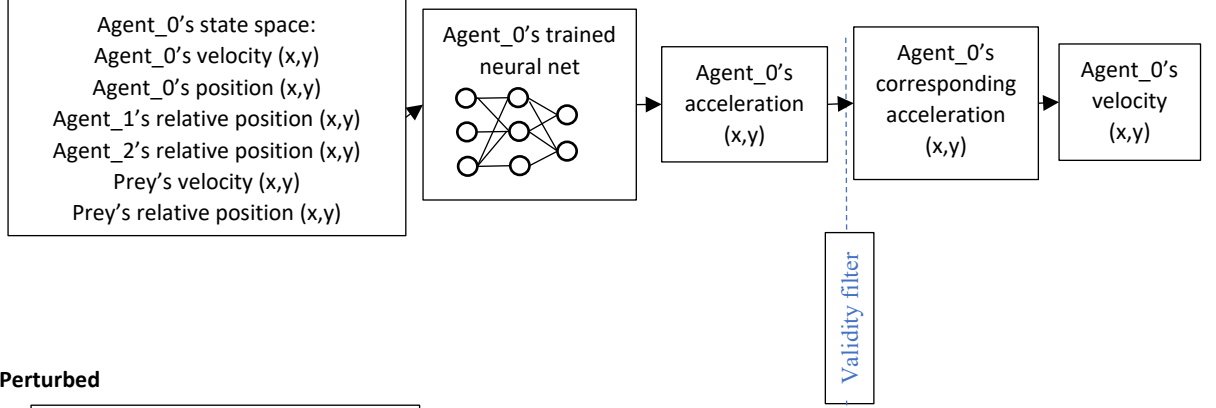 Agent_0's state space:
Agent_0's velocity (x,y)
Agent_0's position (x,y)
Agent_1's relative position (x,y)
Agent_2's relative position (x,y)
Prey's velocity (x,y)
Prey's relative position (x,y)
Agent_0's trained
neural net
Agent_0's
acceleration
(x,y)
Agent_0's
corresponding
acceleration
(x,y)
Agent_0's
velocity
(x,y)
Validity filter
Perturbed